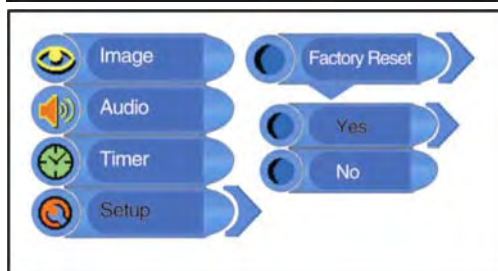 Image
Audio
Timer
Setup
Factory Reset
Yes
No